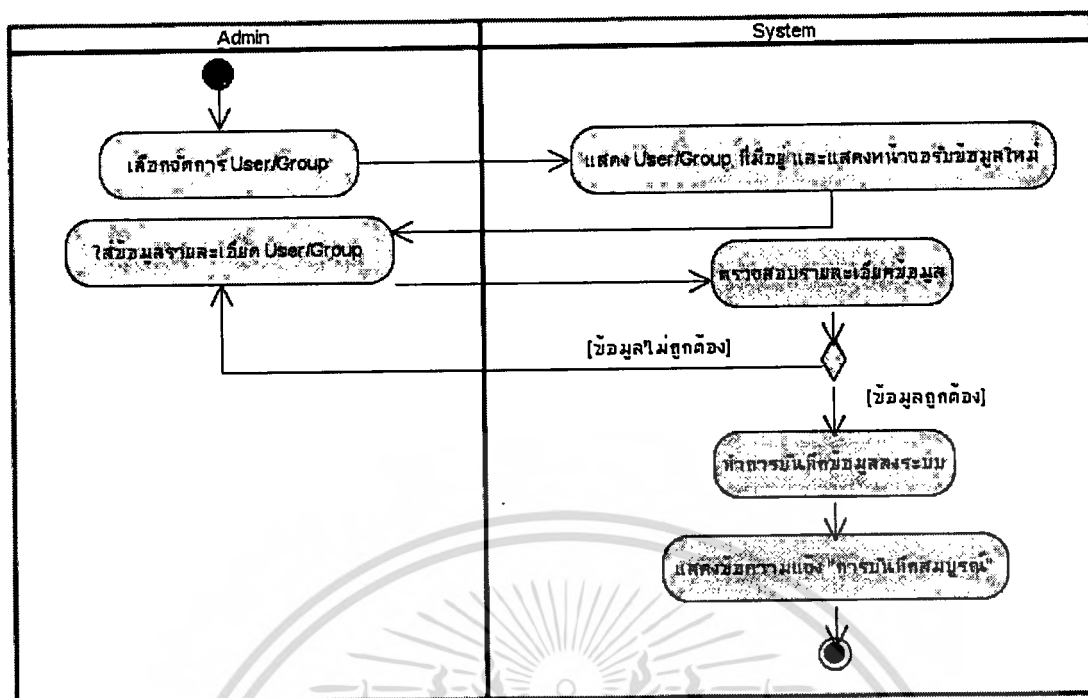 Admin
System
เลือกจัดการ User/Group
แสดง User/Group ที่มีอยู่ และแสดงหน้าจอรับข้อมูลใหม่
ใส่ข้อมูลรายละเอียด User/Group
ตรวจสอบรายละเอียดข้อมูล
[ข้อมูลไม่ถูกต้อง]
[ข้อมูลถูกต้อง]
ทำการบันทึกข้อมูลลงระบบ
แสดงข้อความแจ้ง "การบันทึกสมบูรณ์"